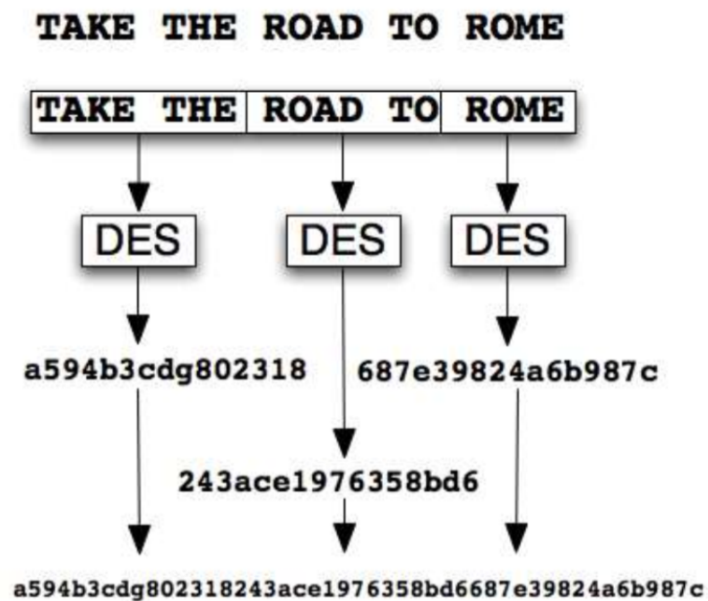 TAKE THE ROAD TO ROME
TAKE THE ROAD TO ROME
DES DES DES
a594b3cdg802318 687e39824a6b987c
243ace1976358bd6
a594b3cdg802318243ace1976358bd6687e39824a6b987c